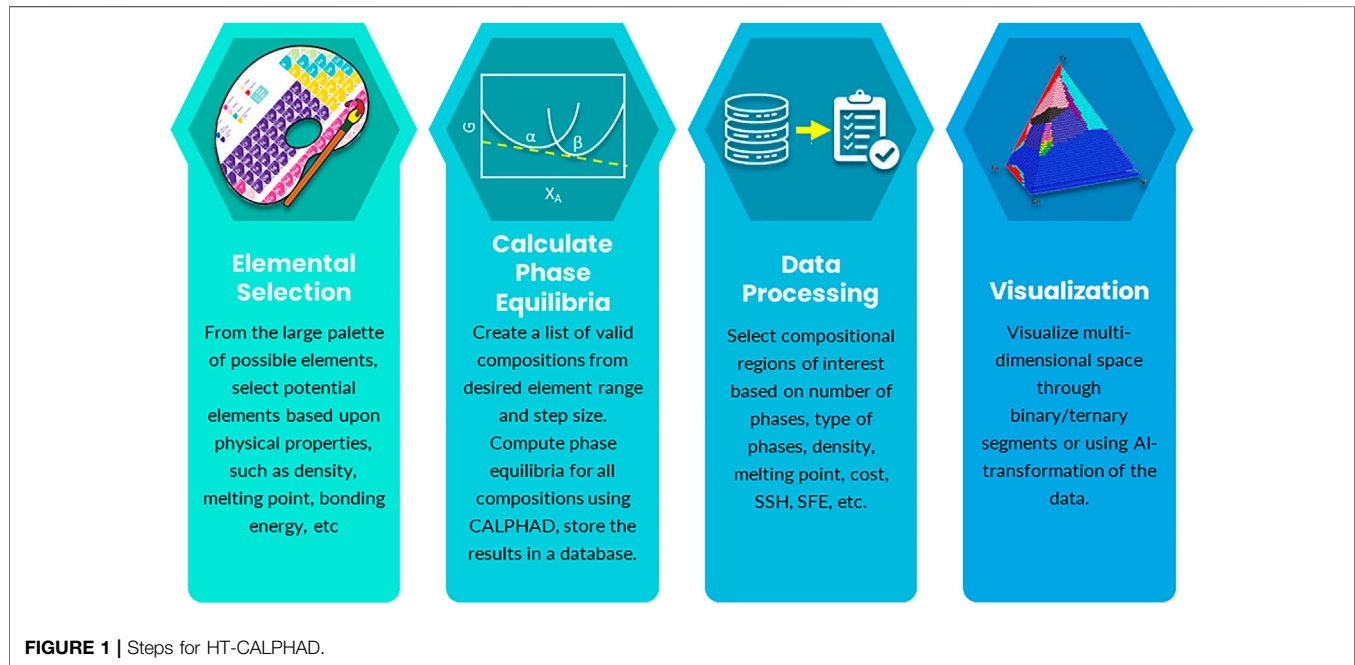 G
α
β
X_A
Elemental
Selection
From the large palette
of possible elements,
select potential
elements based upon
physical properties,
such as density,
melting point, bonding
energy, etc
Calculate
Phase
Equilibria
Create a list of valid
compositions from
desired element range
and step size.
Compute phase
equilibria for all
compositions using
CALPHAD, store the
results in a database.
Data
Processing
Select compositional
regions of interest
based on number of
phases, type of
phases, density,
melting point, cost,
SSH, SFE, etc.
Visualization
Visualize multi-
dimensional space
through
binary/ternary
segments or using AI-
transformation of the
data.
FIGURE 1 | Steps for HT-CALPHAD.